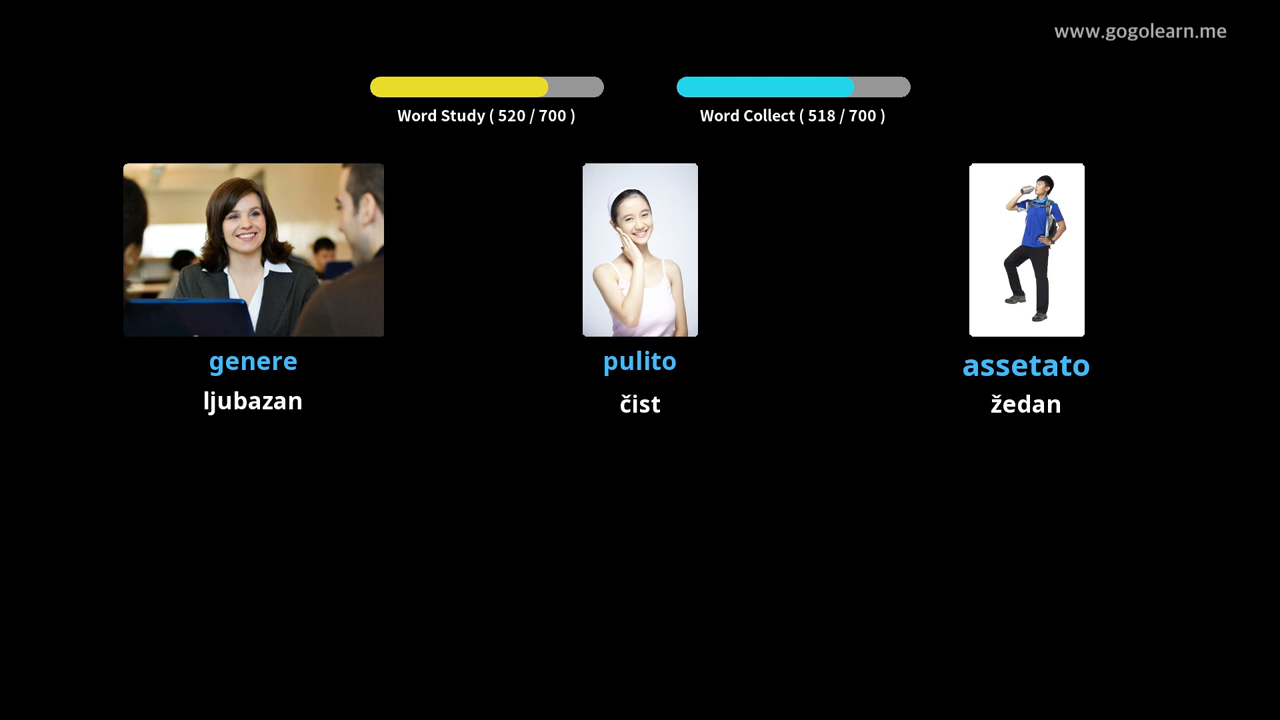 www.gogolearn.me
Word Study ( 520 / 700 )
Word Collect ( 518 / 700 )
genere
ljubazan
pulito
čist
assetato
žedan